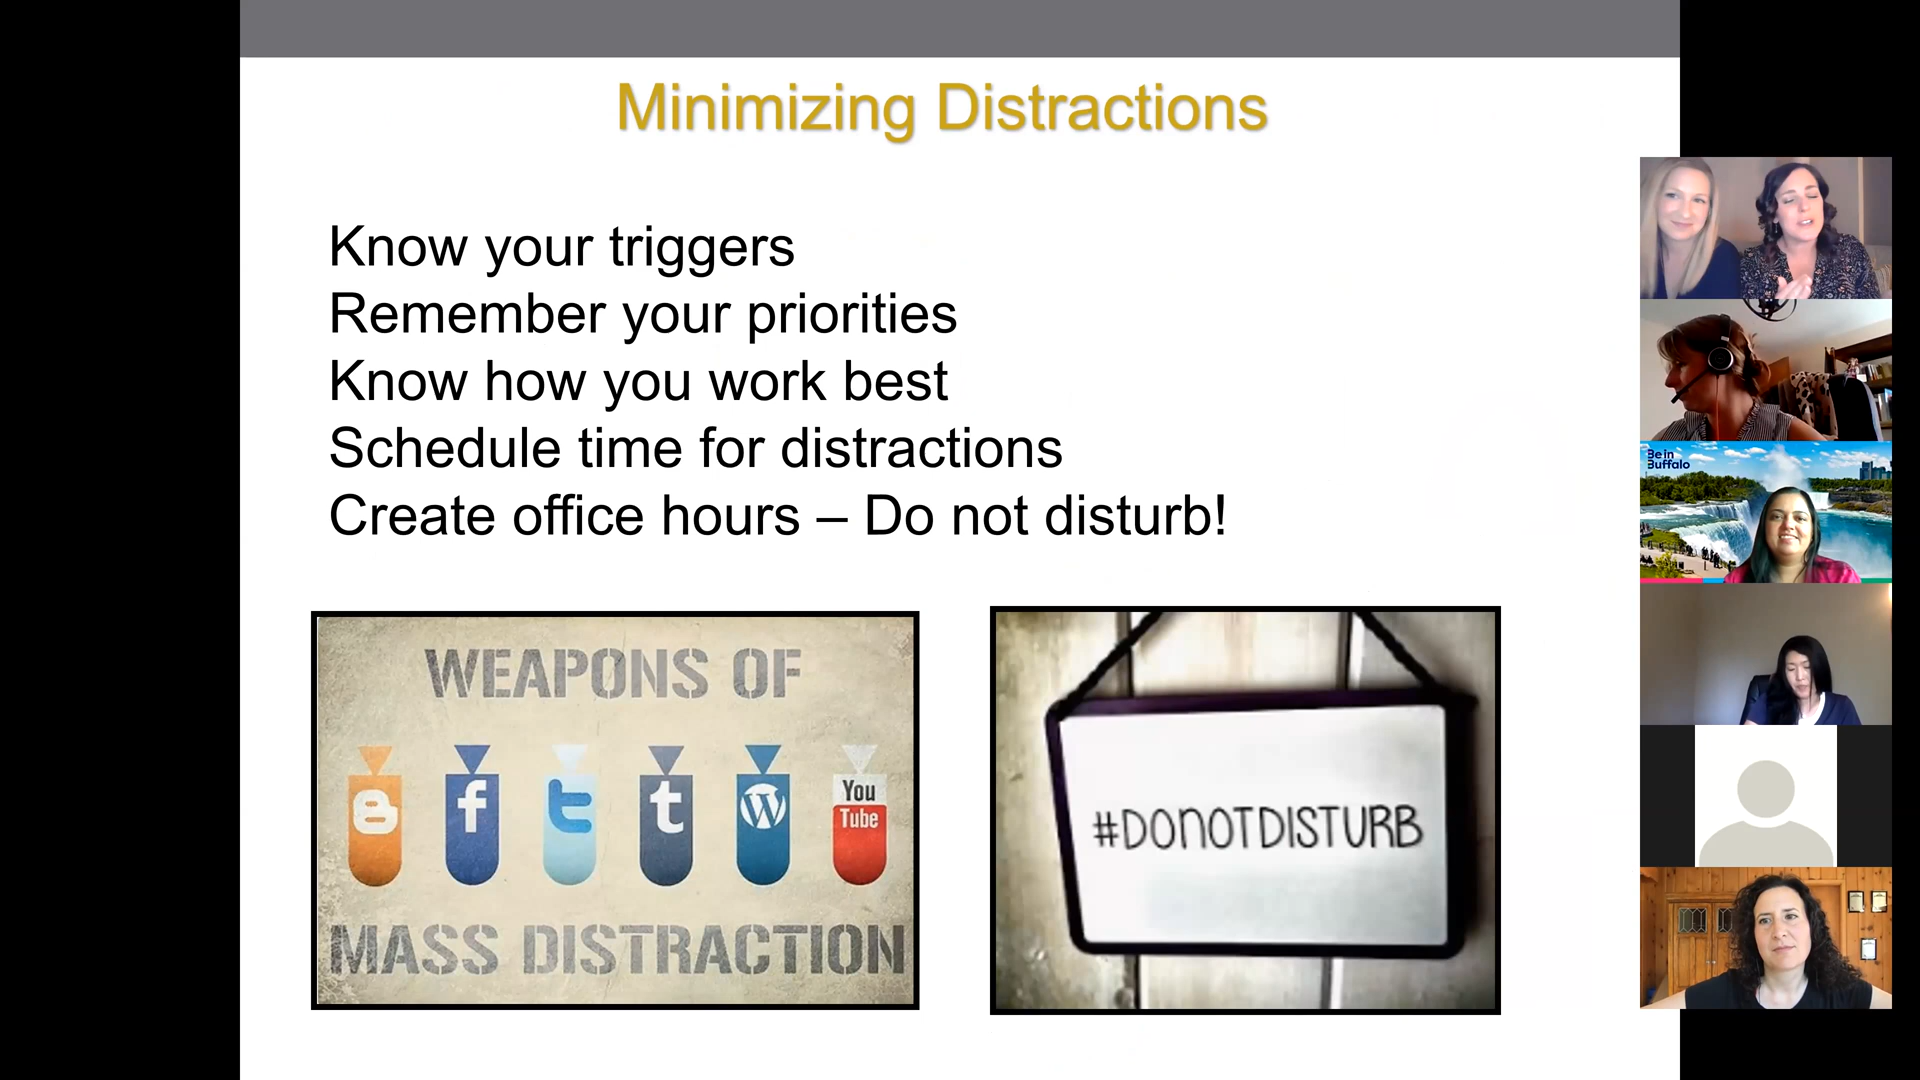 Minimizing Distractions
Know your triggers
Remember your priorities
Know how you work best
Schedule time for distractions
Create office hours – Do not disturb!
WEAPONS OF
f
t
t
W
You
Tube
MASS DISTRACTION
#DONOTDISTURB
Be in
Buffalo